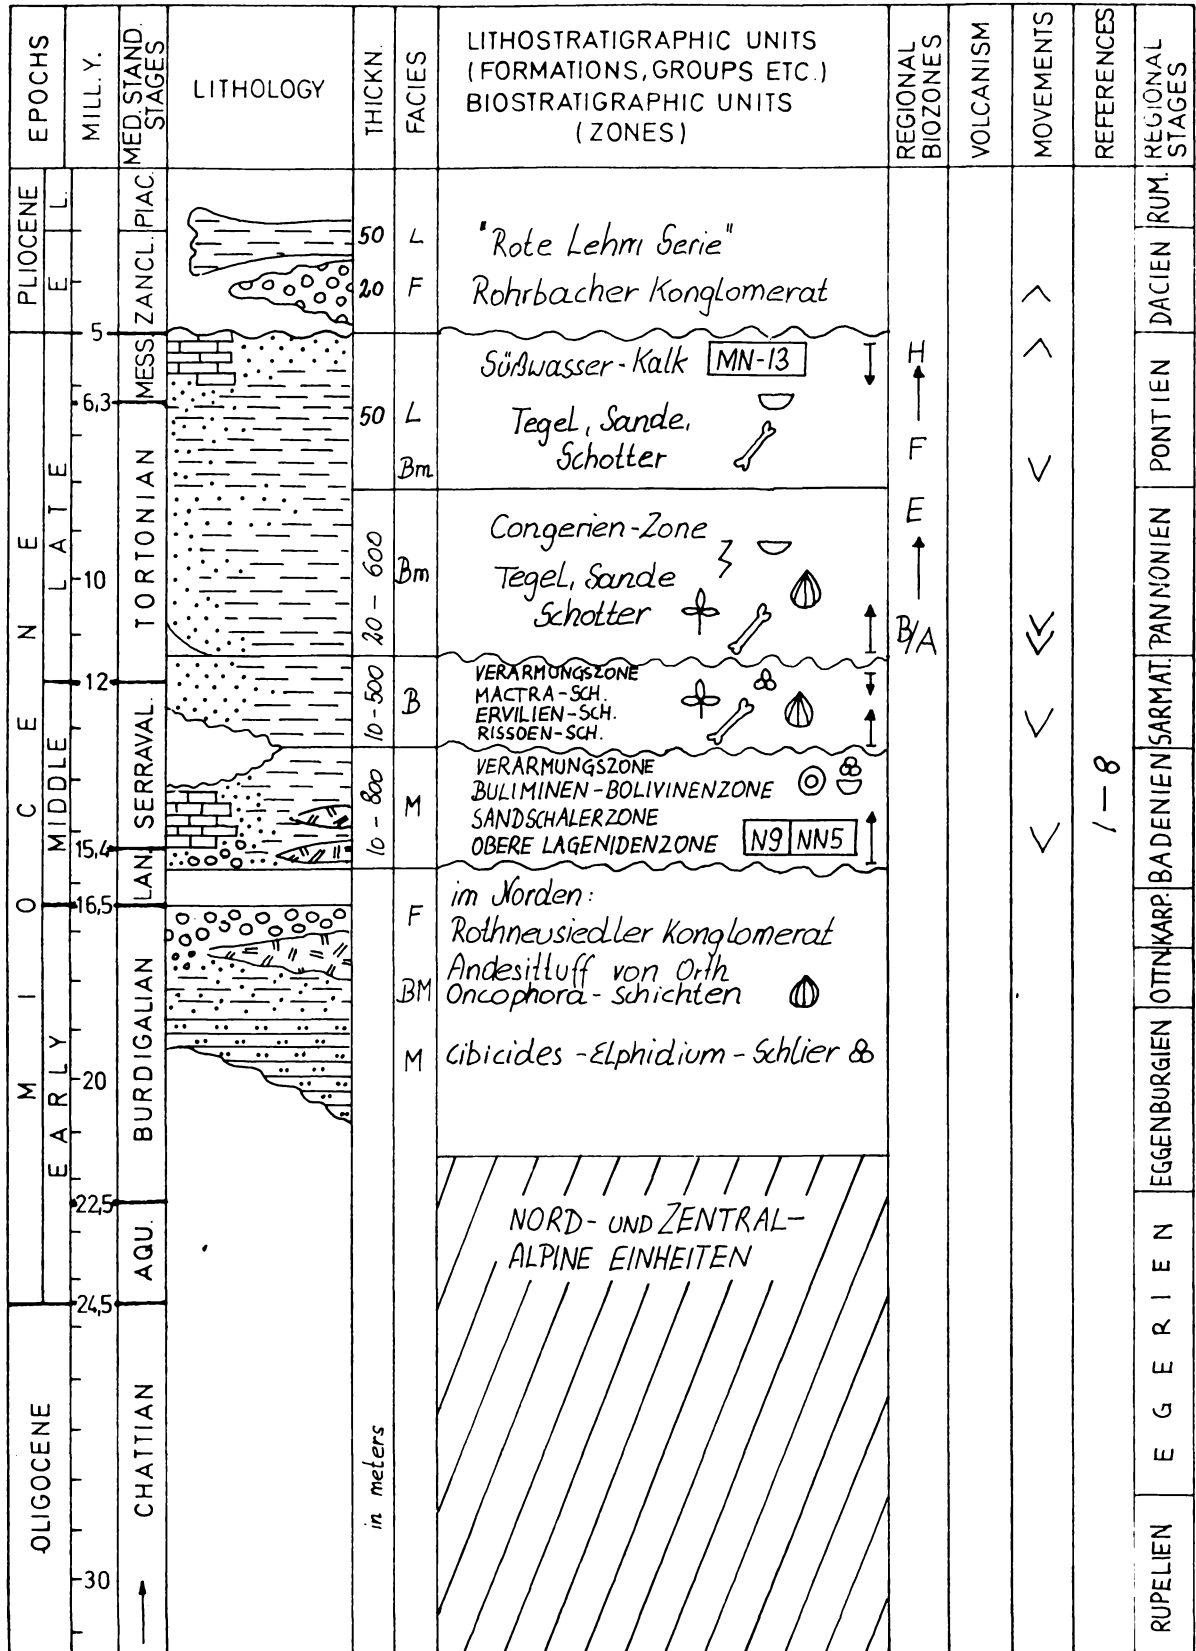 EPOCHS
MILL.Y.
MED.STAND.
STAGES
LITHOLOGY
THICKN.
FACIES
LITHOSTRATIGRAPHIC UNITS
(FORMATIONS, GROUPS ETC.)
BIOSTRATIGRAPHIC UNITS
(ZONES)
REGIONAL
BIOZONES
VOLCANISM
MOVEMENTS
REFERENCES
REGIONAL
STAGES
PLIOCENE
L.
E
PIAC.
ZANCL.
50 L "Rote Lehm Serie"
20 F Rohrbacher Konglomerat
RUM.
DACIEN
5
MIOCENE
LATE
MESS.
6,3
TORTONIAN
10
Süßwasser-Kalk MN-13
50 L Tegel, Sande,
Schotter
Bm
H
F
PONTIEN
20-600
Bm
Congerien-Zone
Tegel, Sande
Schotter
E
B/A
PANNONIEN
12
MIDDLE
SERRAVAL.
10-500
B
VERARMUNGSZONE
MACTRA-SCH.
ERVILIEN-SCH.
RISSOEN-SCH.
SARMAT.
10-800
M
VERARMUNGSZONE
BULIMINEN-BOLIVINENZONE
SANDSCHALERZONE
OBERE LAGENIDENZONE N9 NN5
1-8
BADENIEN
15,4
LAN.
16,5
EARLY
BURDIGALIAN
20
F
im Norden:
Rothneusiedler Konglomerat
Andesittuff von Orth
BM Oncophora-Schichten
M Cibicides-Elphidium-Schlier
KARP.
OTTN.
EGGENBURGIEN
22,5
AQU.
24,5
NORD- UND ZENTRAL-
ALPINE EINHEITEN
EGERIEN
OLIGOCENE
CHATTIAN
in meters
30
RUPELIEN